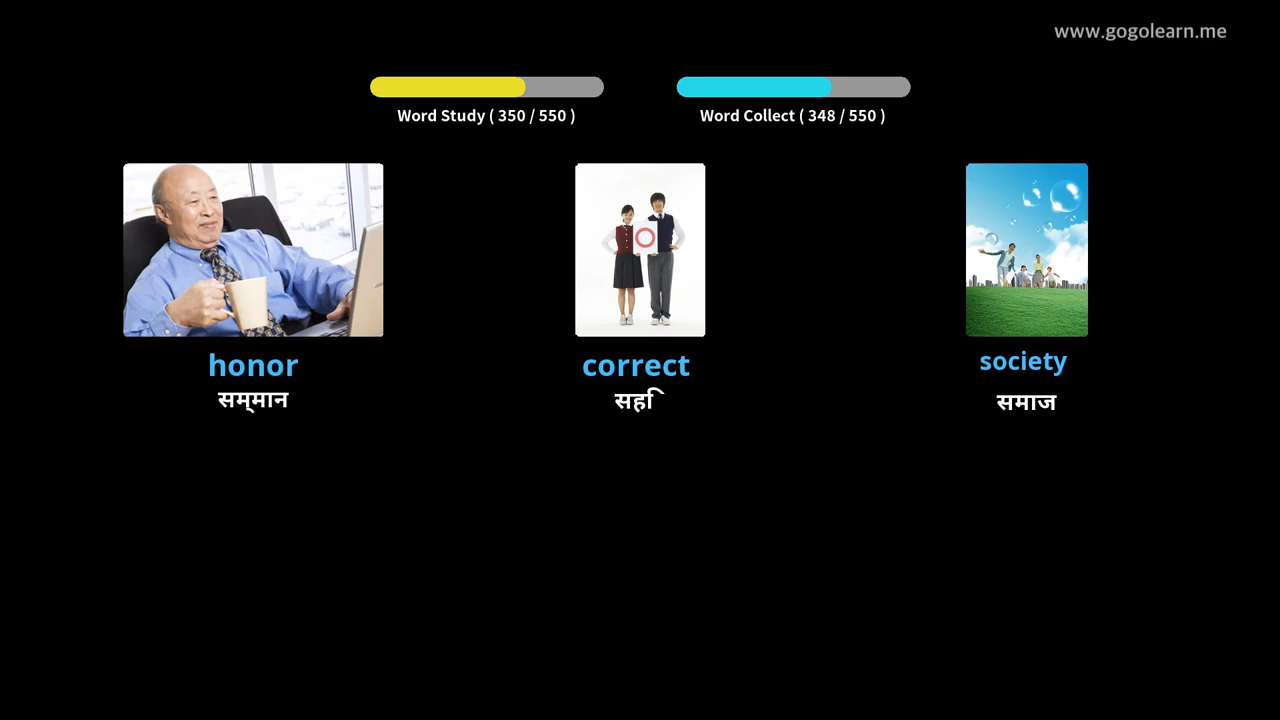 www.gogolearn.me
Word Study ( 350 / 550 )
Word Collect ( 348 / 550 )
honor
correct
society
सम्मान
सहि
समाज